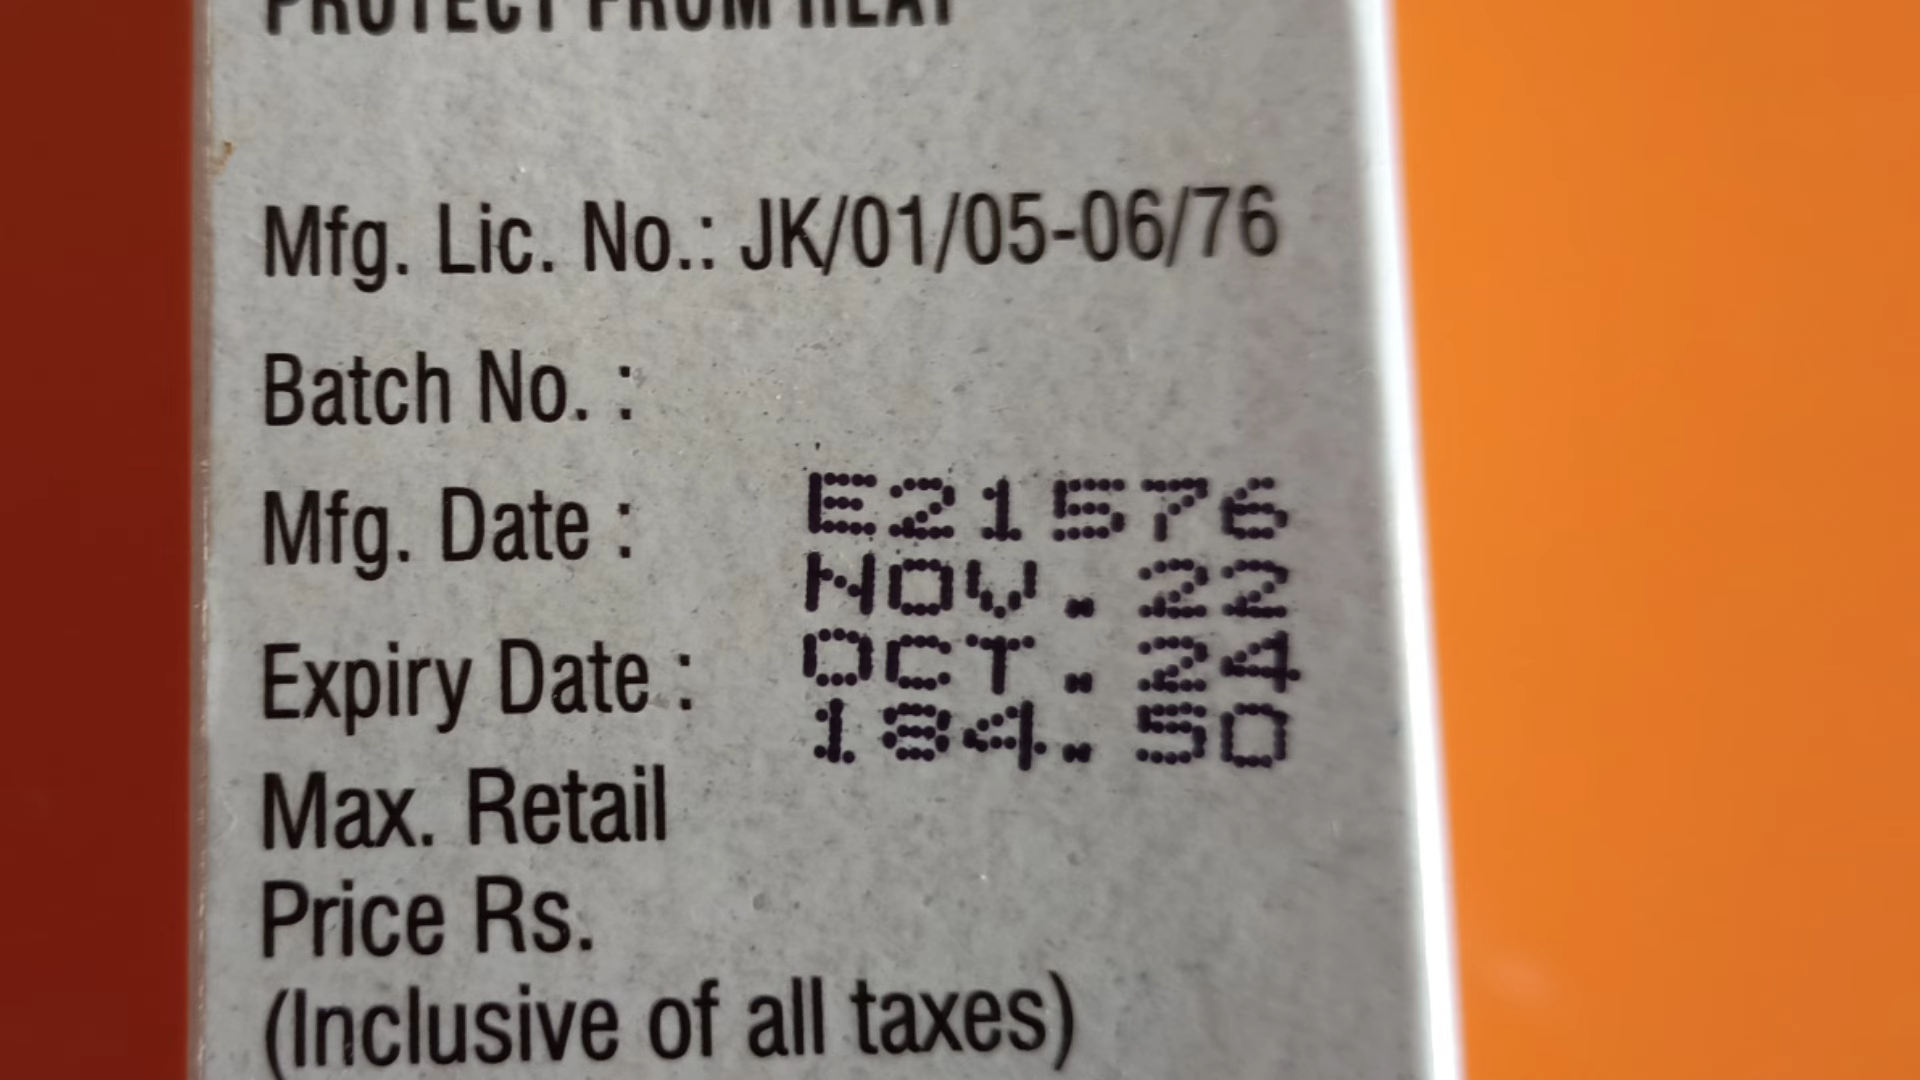 PROTECT FROM HEAT
Mfg. Lic. No.: JK/01/05-06/76
Batch No. :
E21576
Mfg. Date :
NOV.22
Expiry Date :
OCT.24
184.50
Max. Retail
Price Rs.
(Inclusive of all taxes)